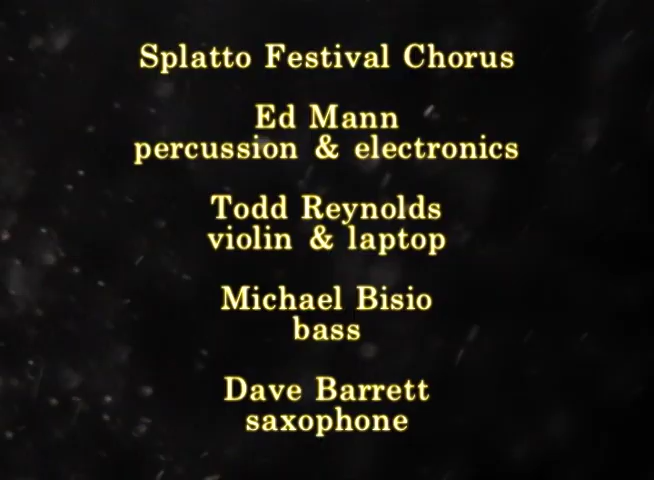 Splatto Festival Chorus
Ed Mann
percussion & electronics
Todd Reynolds
violin & laptop
Michael Bisio
bass
Dave Barrett
saxophone